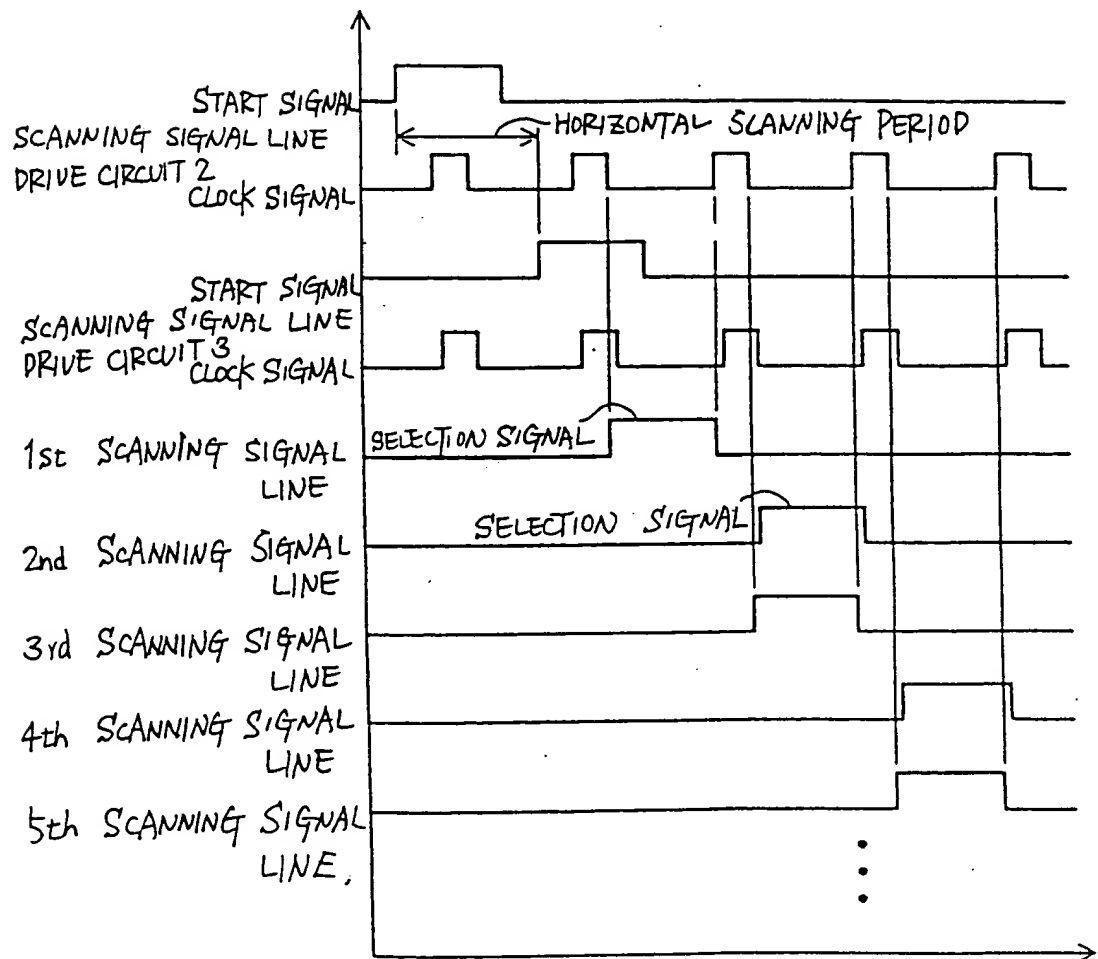 START SIGNAL
HORIZONTAL SCANNING PERIOD
SCANNING SIGNAL LINE
DRIVE CIRCUIT 2
CLOCK SIGNAL
START SIGNAL
SCANNING SIGNAL LINE
DRIVE CIRCUIT 3
CLOCK SIGNAL
SELECTION SIGNAL
1st SCANNING SIGNAL
LINE
SELECTION SIGNAL
2nd SCANNING SIGNAL
LINE
3rd SCANNING SIGNAL
LINE
4th SCANNING SIGNAL
LINE
5th SCANNING SIGNAL
LINE.